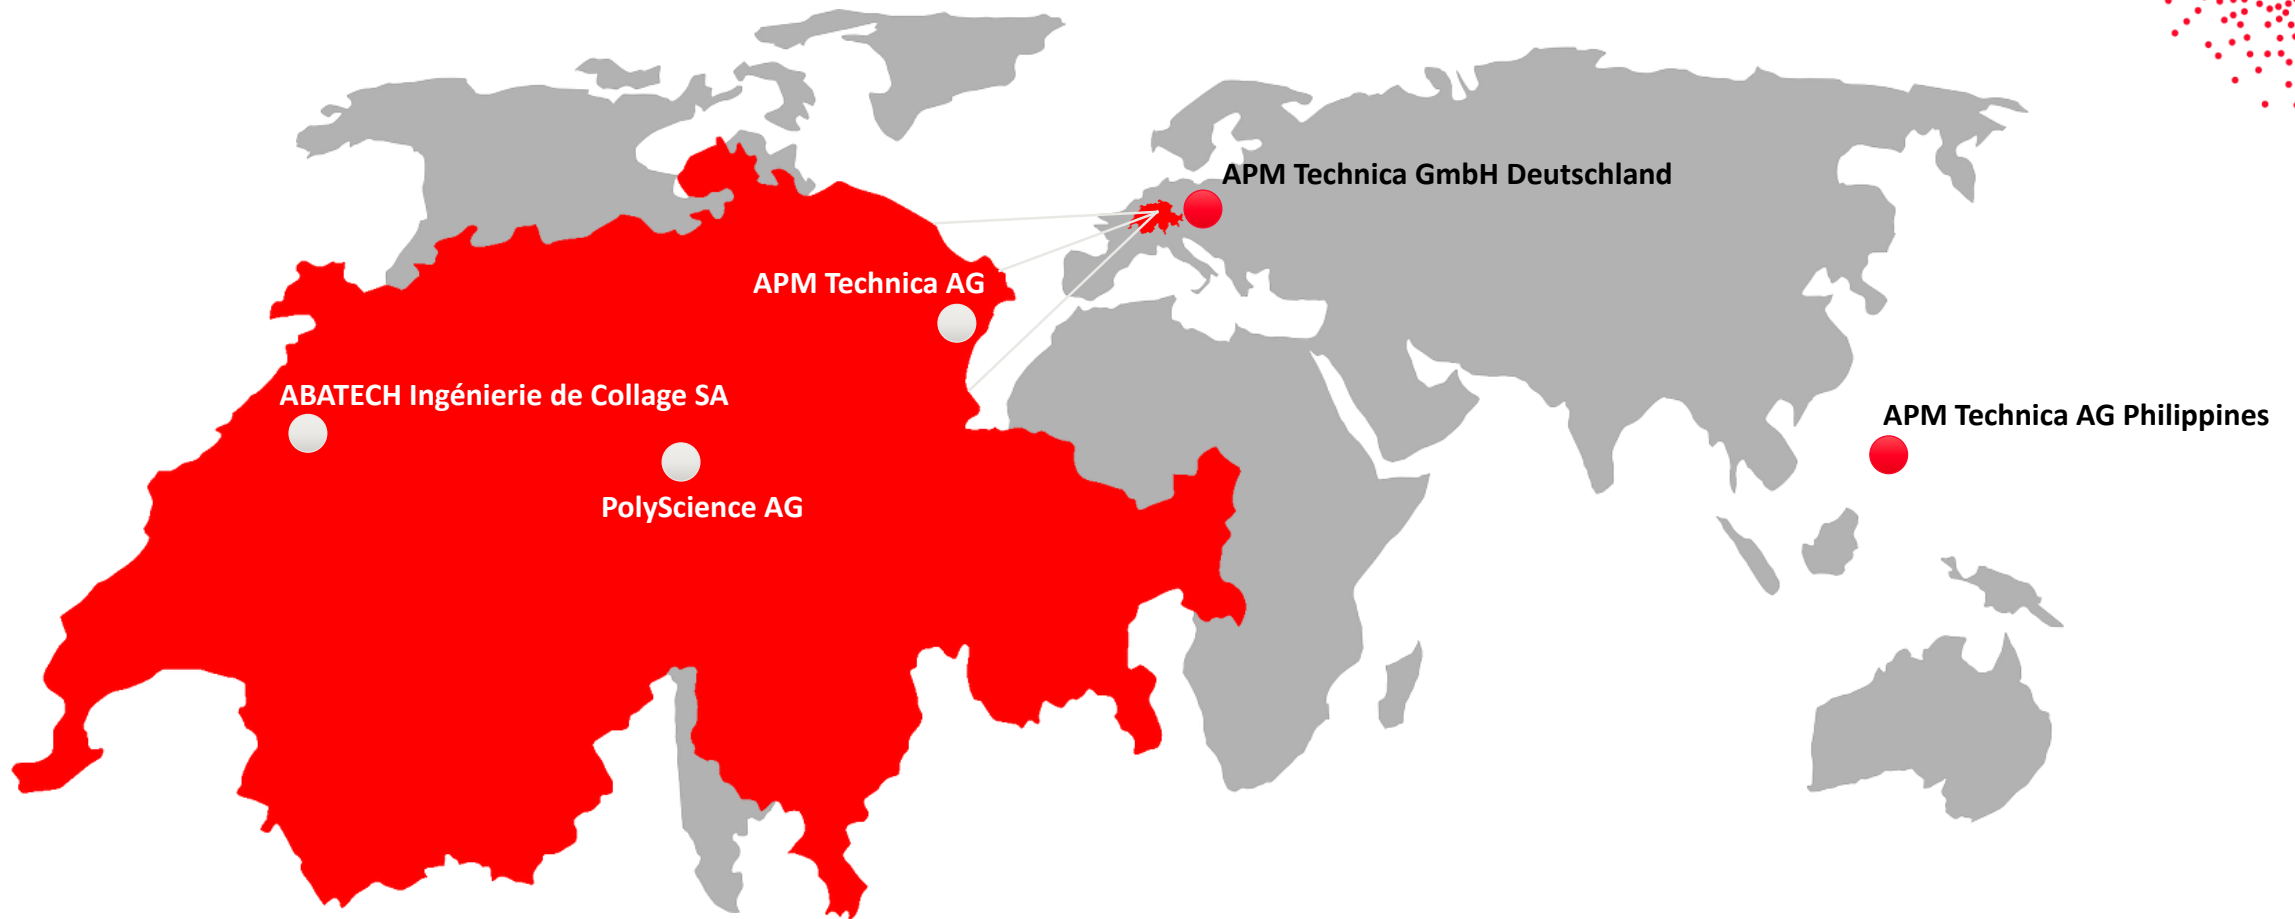 APM Technica GmbH Deutschland
APM Technica AG
ABATECH Ingénierie de Collage SA
APM Technica AG Philippines
PolyScience AG